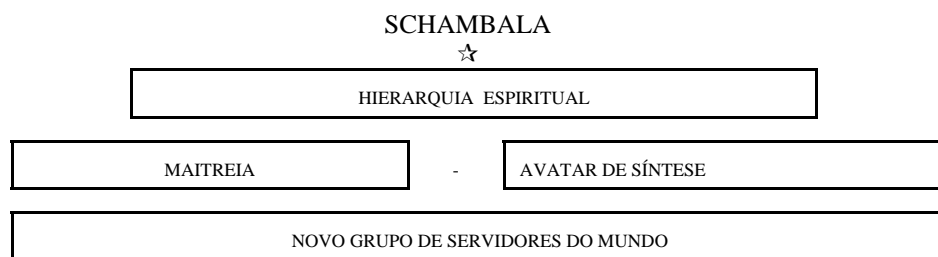 SCHAMBALA
☆
HIERARQUIA ESPIRITUAL
MAITREIA - AVATAR DE SÍNTESE
NOVO GRUPO DE SERVIDORES DO MUNDO